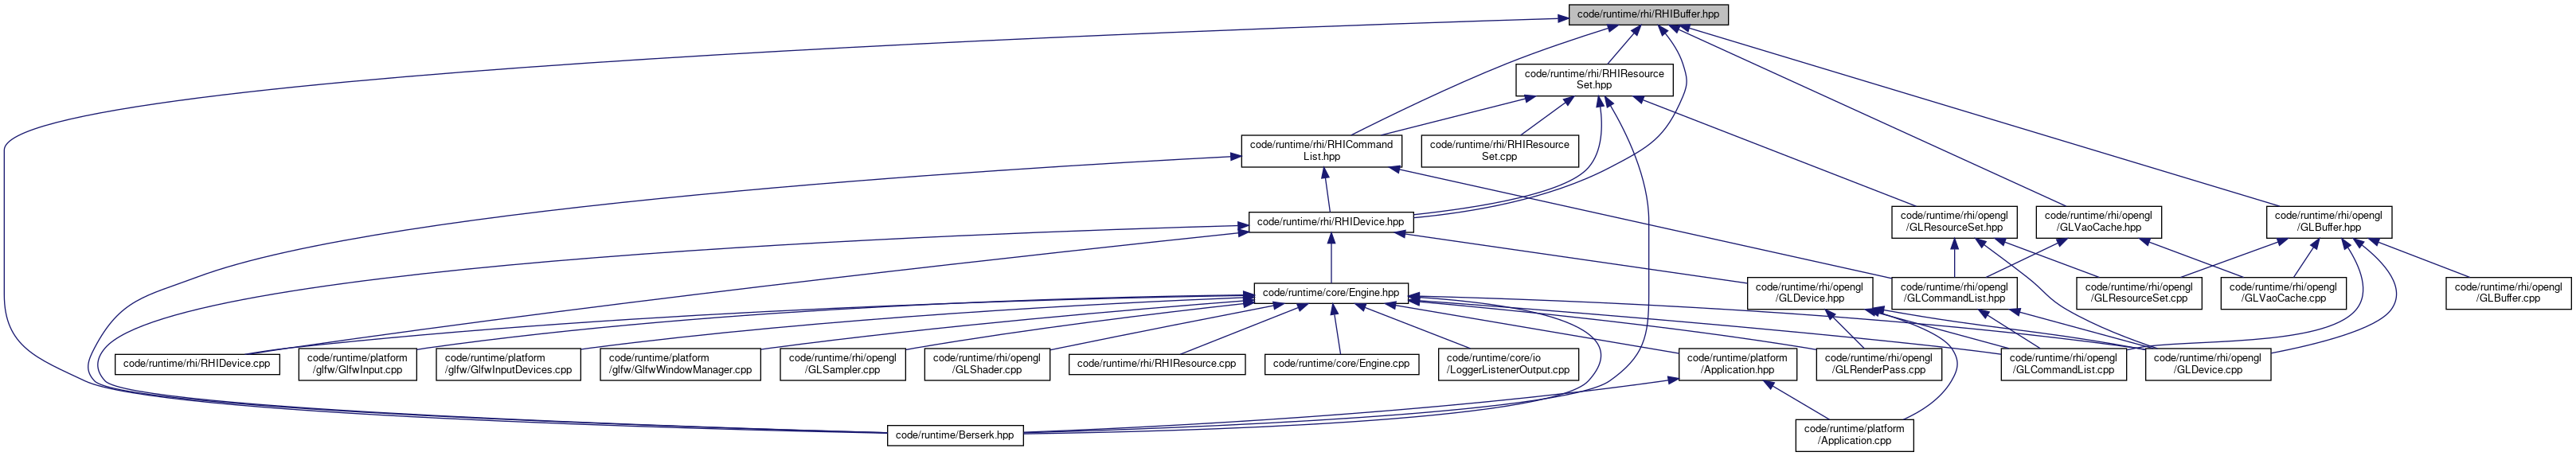 code/runtime/rhi/RHIBuffer.hpp
code/runtime/rhi/RHIResource
Set.hpp
code/runtime/rhi/RHICommand
List.hpp
code/runtime/rhi/RHIResource
Set.cpp
code/runtime/rhi/RHIDevice.hpp
code/runtime/rhi/opengl
/GLResourceSet.hpp
code/runtime/rhi/opengl
/GLVaoCache.hpp
code/runtime/rhi/opengl
/GLBuffer.hpp
code/runtime/core/Engine.hpp
code/runtime/rhi/opengl
/GLDevice.hpp
code/runtime/rhi/opengl
/GLCommandList.hpp
code/runtime/rhi/opengl
/GLResourceSet.cpp
code/runtime/rhi/opengl
/GLVaoCache.cpp
code/runtime/rhi/opengl
/GLBuffer.cpp
code/runtime/rhi/RHIDevice.cpp
code/runtime/platform
/glfw/GlfwInput.cpp
code/runtime/platform
/glfw/GlfwInputDevices.cpp
code/runtime/platform
/glfw/GlfwWindowManager.cpp
code/runtime/rhi/opengl
/GLSampler.cpp
code/runtime/rhi/opengl
/GLShader.cpp
code/runtime/rhi/RHIResource.cpp
code/runtime/core/Engine.cpp
code/runtime/core/io
/LoggerListenerOutput.cpp
code/runtime/platform
/Application.hpp
code/runtime/rhi/opengl
/GLRenderPass.cpp
code/runtime/rhi/opengl
/GLCommandList.cpp
code/runtime/rhi/opengl
/GLDevice.cpp
code/runtime/Berserk.hpp
code/runtime/platform
/Application.cpp